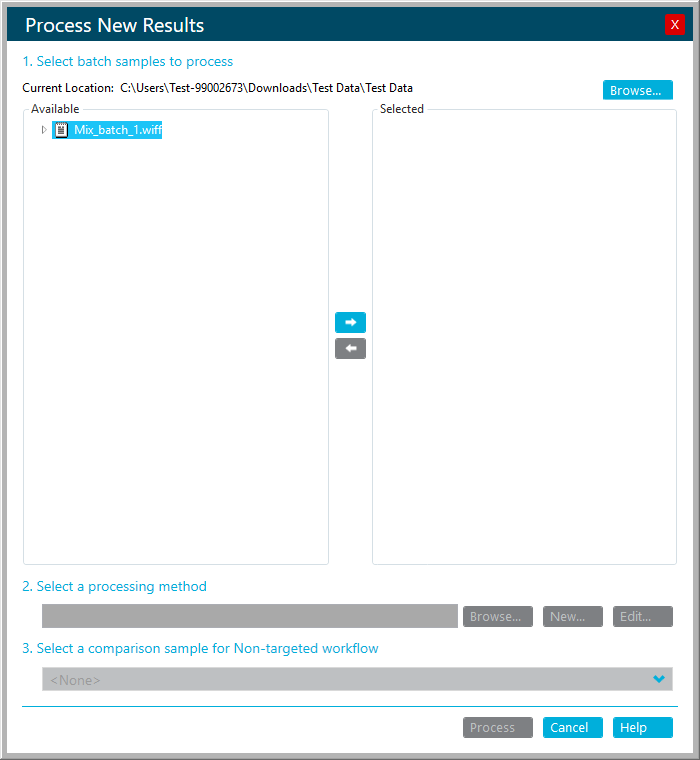 Process New Results
X
1. Select batch samples to process
Current Location: C:\Users\Test-99002673\Downloads\Test Data\Test Data
Browse...
Available
Selected
Mix_batch_1.wiff
2. Select a processing method
Browse...
New...
Edit...
3. Select a comparison sample for Non-targeted workflow
<None>
Process
Cancel
Help